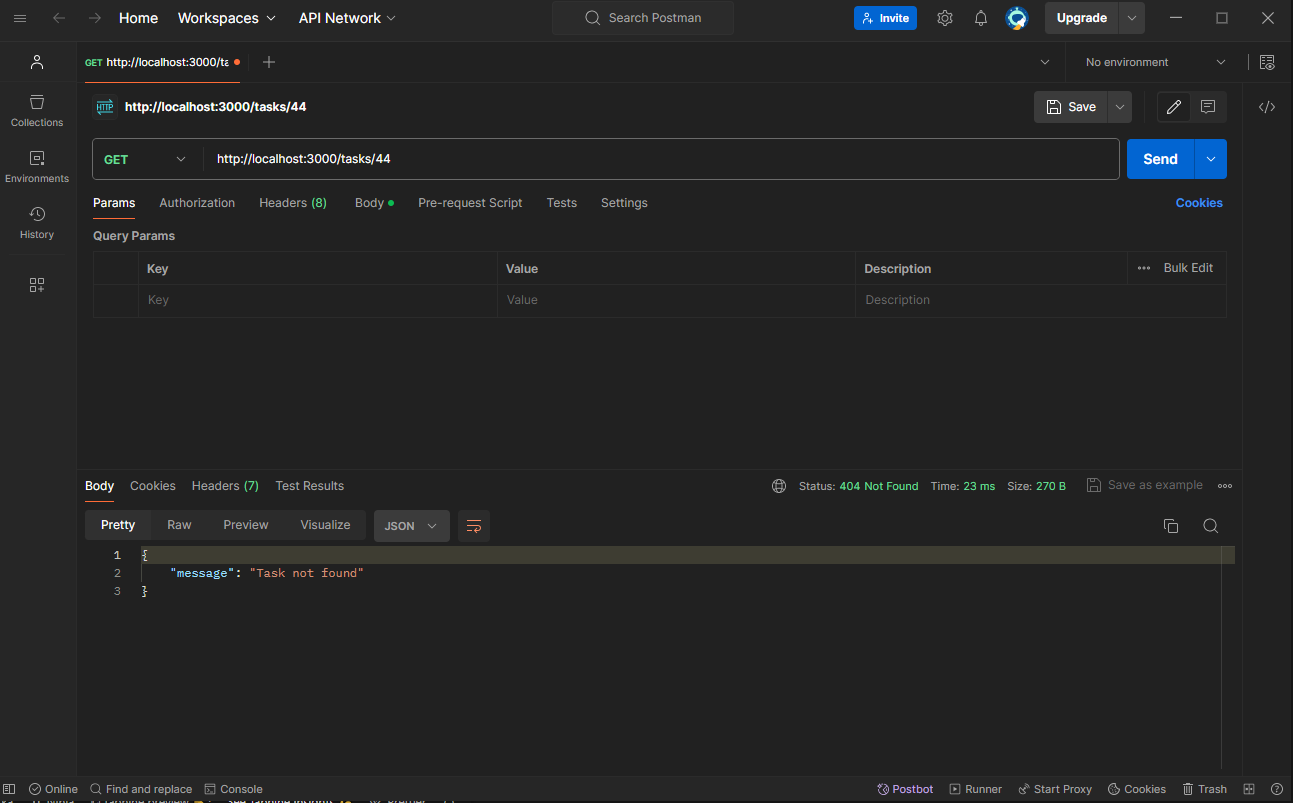 Home Workspaces API Network Search Postman Invite Upgrade
GET http://localhost:3000/ta No environment
HTTP http://localhost:3000/tasks/44 Save
Collections
Environments
History
GET http://localhost:3000/tasks/44 Send
Params Authorization Headers (8) Body Pre-request Script Tests Settings Cookies
Query Params
Key Value Description Bulk Edit
Key Value Description
Body Cookies Headers (7) Test Results Status: 404 Not Found Time: 23 ms Size: 270 B Save as example
Pretty Raw Preview Visualize JSON
1 {
2 "message": "Task not found"
3 }
Online Find and replace Console Postbot Runner Start Proxy Cookies Trash